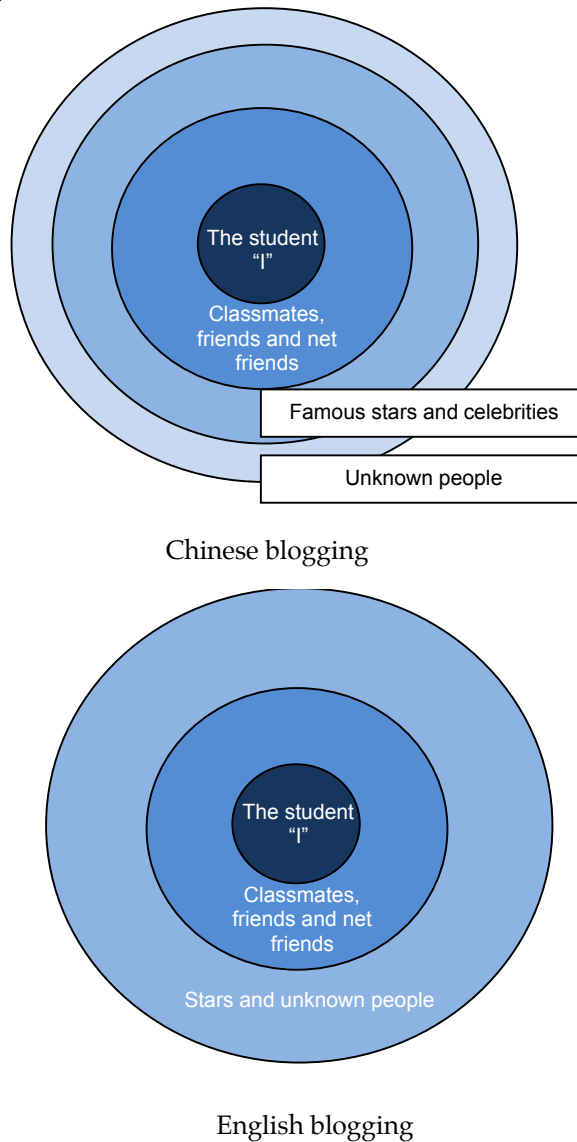 The student
“I”
Classmates,
friends and net
friends
Famous stars and celebrities
Unknown people
Chinese blogging
The student
“I”
Classmates,
friends and net
friends
Stars and unknown people
English blogging